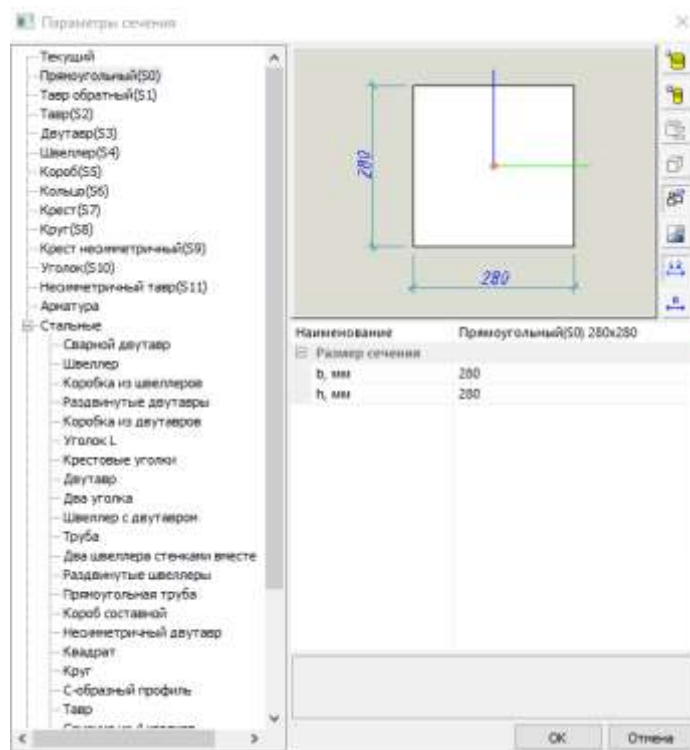 Параметры сечения
Текущий
Прямоугольный(S0)
Тавр обратный(S1)
Тавр(S2)
Двутавр(S3)
Швеллер(S4)
Короб(S5)
Кольцо(S6)
Крест(S7)
Круг(S8)
Крест несимметричный(S9)
Уголок(S10)
Несимметричный тавр(S11)
Арматура
Стальные
Сварной двутавр
Швеллер
Коробка из швеллеров
Раздвинутые двутавры
Коробка из двутавров
Уголок L
Крестовые уголки
Двутавр
Два уголка
Швеллер с двутавром
Труба
Два швеллера стенками вместе
Раздвинутые швеллеры
Прямоугольная труба
Короб составной
Несимметричный двутавр
Квадрат
Круг
С-образный профиль
Тавр
280
280
Наименование Прямоугольный(S0) 280x280
Размер сечения
b, мм 280
h, мм 280
OK Отмена